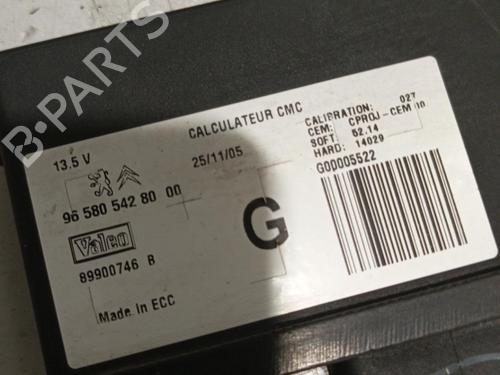 B-PARTS
CALCULATEUR CMC
13.5 V
25/11/05
CALIBRATION: 027
CEM: CPROJ-CEM 00
SOFT: 52.14
HARD: 14029
G00005522
96 580 542 80 00
G
Valeo
89900746 B
Made in ECC